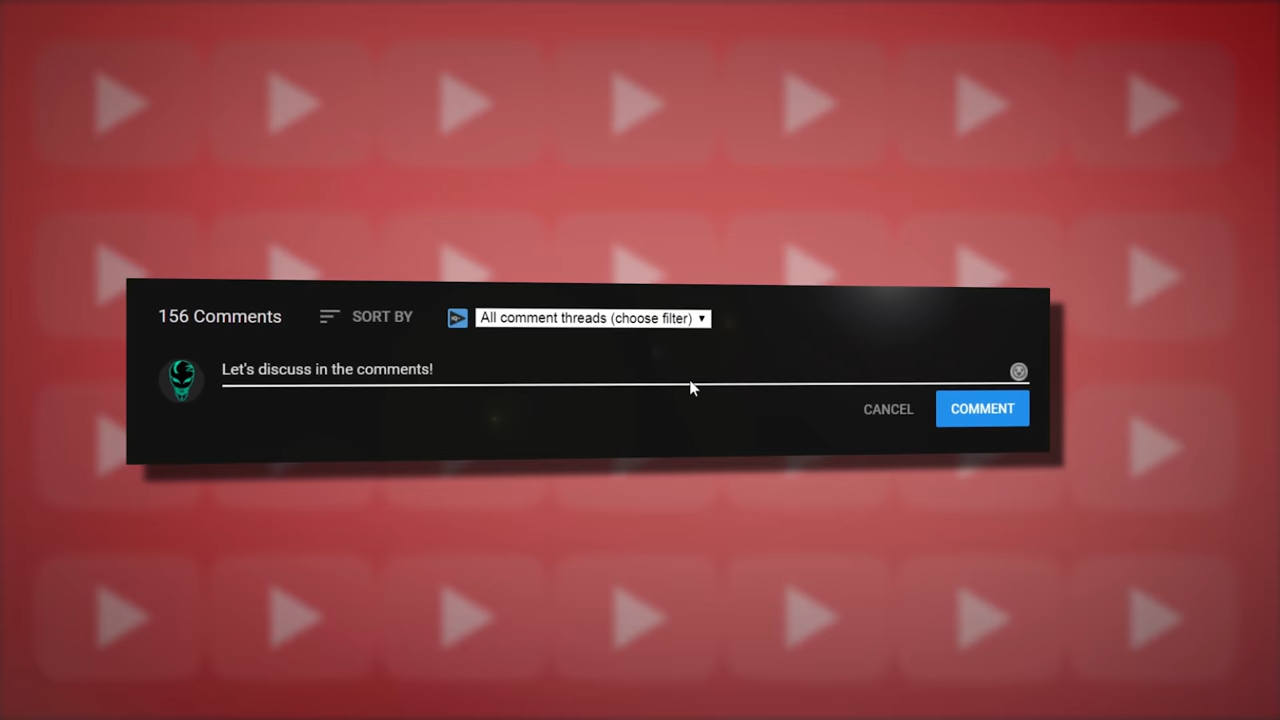 156 Comments
SORT BY
All comment threads (choose filter)
Let's discuss in the comments!
CANCEL
COMMENT